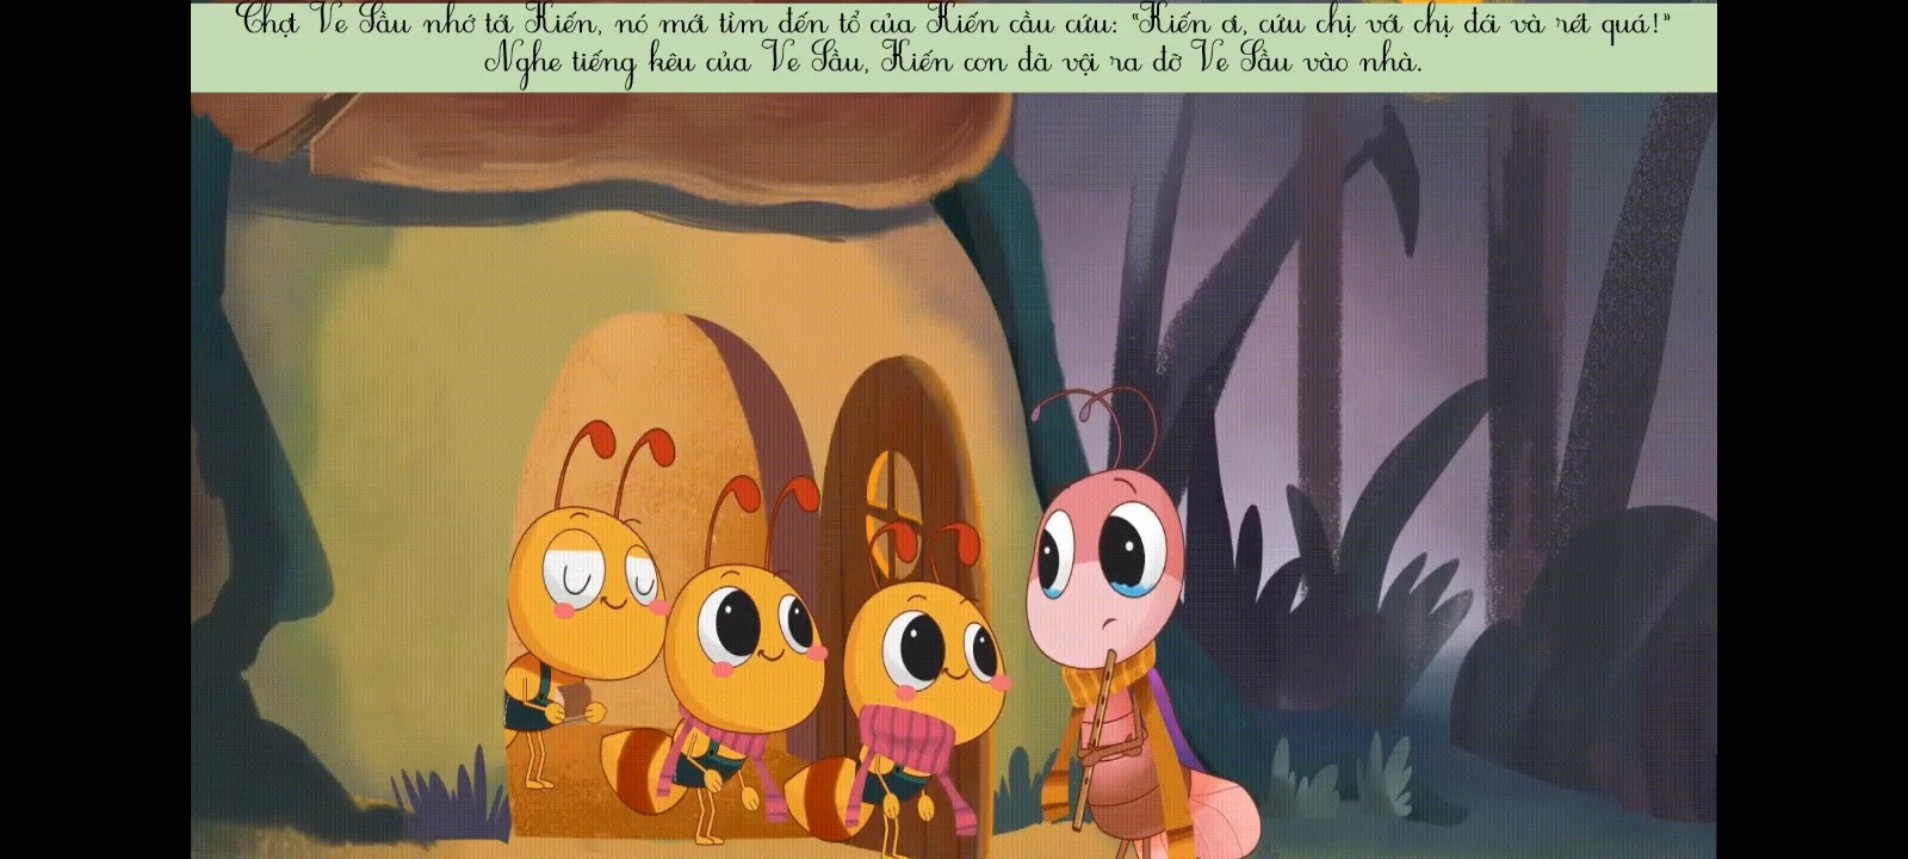 Chợt Ve Sầu nhớ tới Kiến, nó mới tìm đến tổ của Kiến cầu cứu: "Kiến ơi, cứu chị với chị đói và rét quá!"
Nghe tiếng kêu của Ve Sầu, Kiến con đã vội ra đỡ Ve Sầu vào nhà.